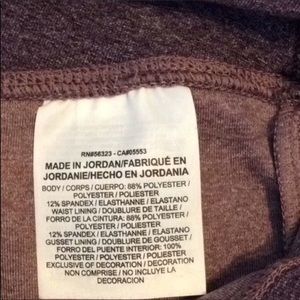 RN#56323 - CA#05553
MADE IN JORDAN/FABRIQUÉ EN
JORDANIE/HECHO EN JORDANIA
BODY / CORPS / CUERPO: 88% POLYESTER /
POLYESTER / POLIESTER
12% SPANDEX / ELASTHANNE / ELASTANO
WAIST LINING / DOUBLURE DE TAILLE /
FORRO DE LA CINTURA: 88% POLYESTER /
POLYESTER / POLIESTER
12% SPANDEX / ELASTHANNE / ELASTANO
GUSSET LINING / DOUBLURE DE GOUSSET /
FORRO DEL PUENTE INTERIOR: 100%
POLYESTER / POLYESTER / POLIESTER
EXCLUSIVE OF DECORATION / DECORATION
NON COMPRISE / NO INCLUYE LA
DECORACION